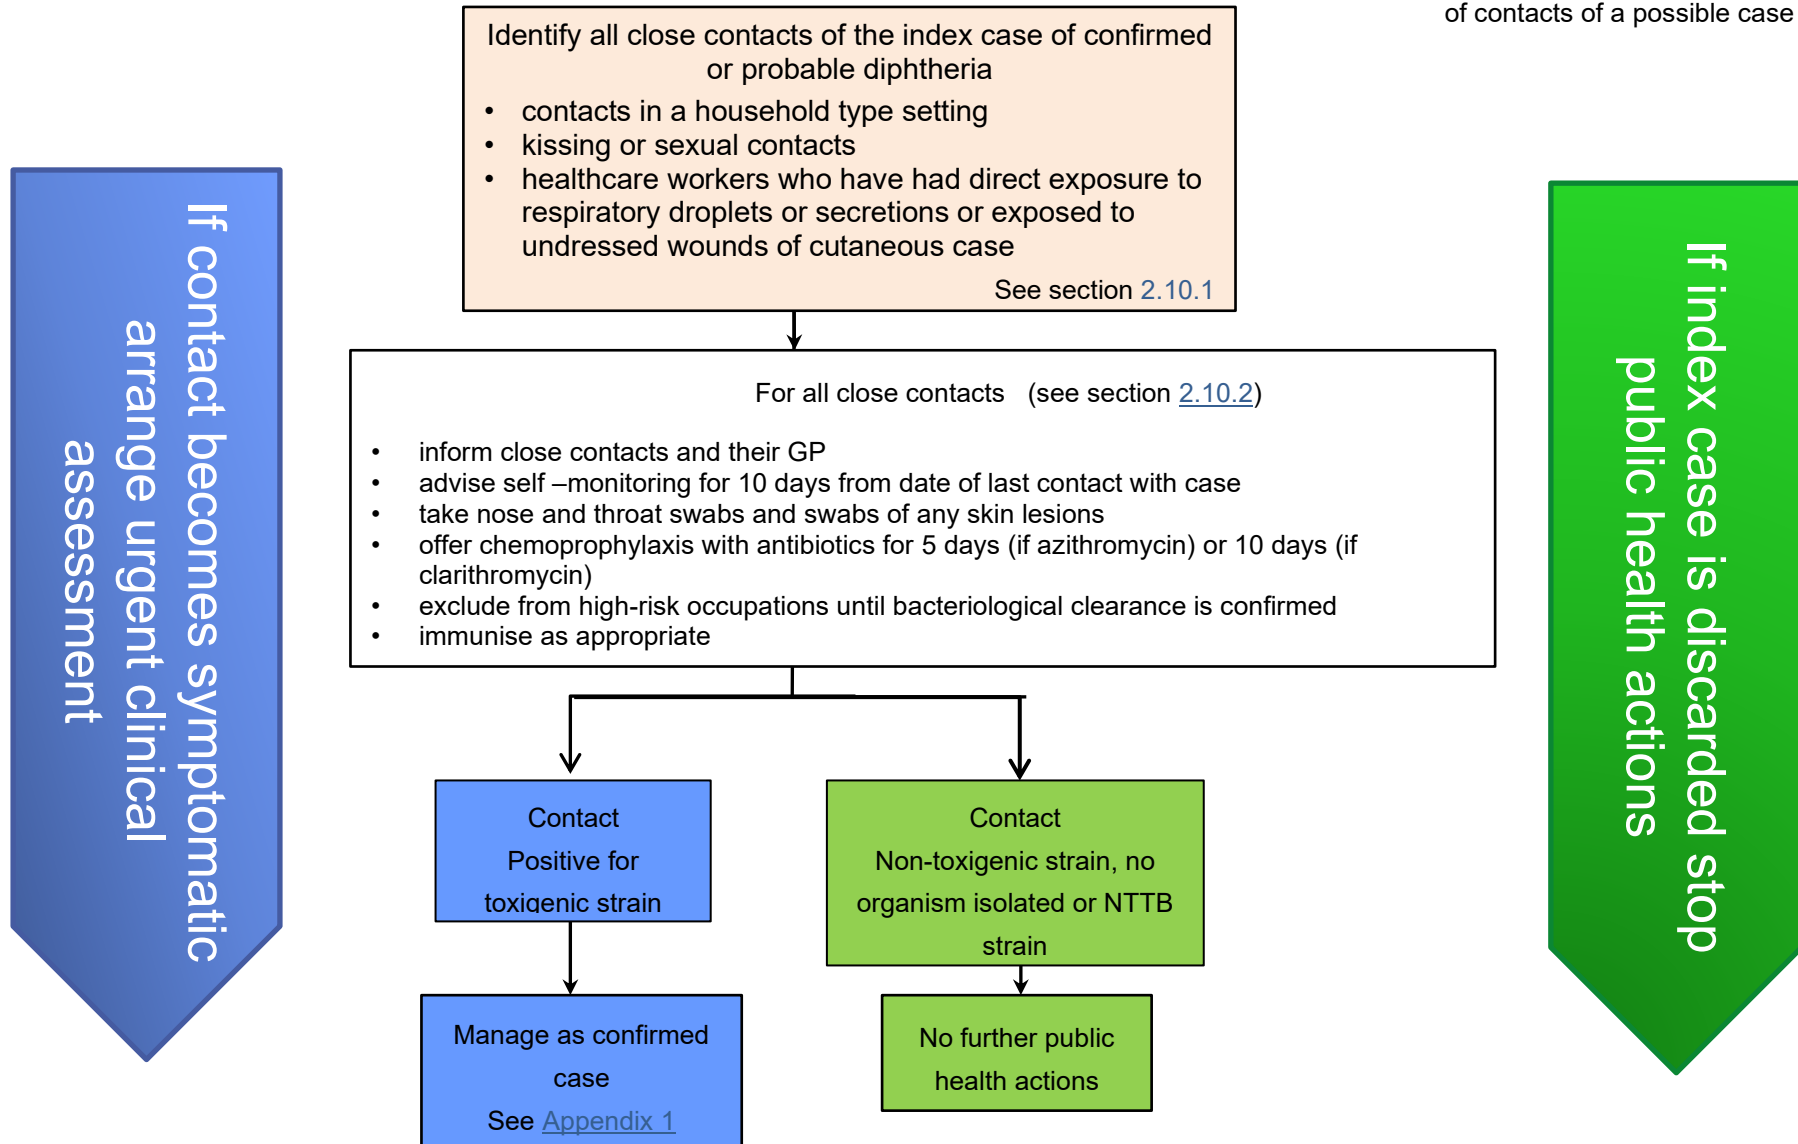 of contacts of a possible case
Identify all close contacts of the index case of confirmed
or probable diphtheria
• contacts in a household type setting
• kissing or sexual contacts
• healthcare workers who have had direct exposure to
respiratory droplets or secretions or exposed to
undressed wounds of cutaneous case
See section 2.10.1
If contact becomes symptomatic
arrange urgent clinical
assessment
If index case is discarded stop
public health actions
For all close contacts (see section 2.10.2)
• inform close contacts and their GP
• advise self –monitoring for 10 days from date of last contact with case
• take nose and throat swabs and swabs of any skin lesions
• offer chemoprophylaxis with antibiotics for 5 days (if azithromycin) or 10 days (if
clarithromycin)
• exclude from high-risk occupations until bacteriological clearance is confirmed
• immunise as appropriate
Contact
Positive for
toxigenic strain
Contact
Non-toxigenic strain, no
organism isolated or NTTB
strain
Manage as confirmed
case
See Appendix 1
No further public
health actions